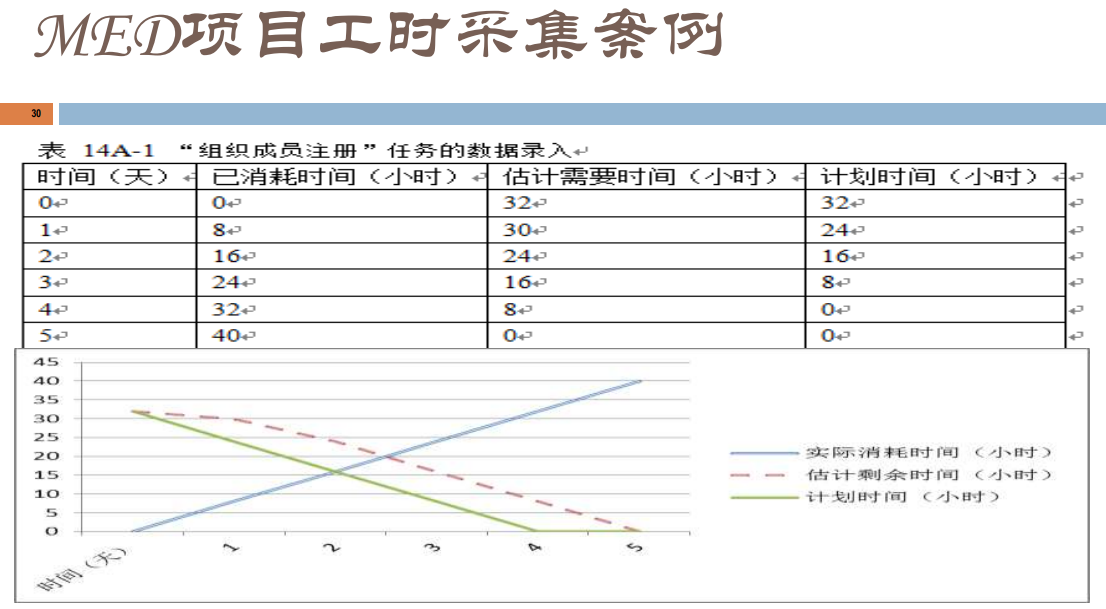 MED项目工时采集案例
30
表 14A-1 “组织成员注册”任务的数据录入↵
时间（天）↵ 已消耗时间（小时）↵ 估计需要时间（小时）↵ 计划时间（小时）↵↵
0↵ 0↵ 32↵ 32↵ ↵
1↵ 8↵ 30↵ 24↵ ↵
2↵ 16↵ 24↵ 16↵ ↵
3↵ 24↵ 16↵ 8↵ ↵
4↵ 32↵ 8↵ 0↵ ↵
5↵ 40↵ 0↵ 0↵ ↵
45
40
35
30
25
20
15
10
5
0
时间（天） 1 2 3 4 5
实际消耗时间（小时）
估计剩余时间（小时）
计划时间（小时）